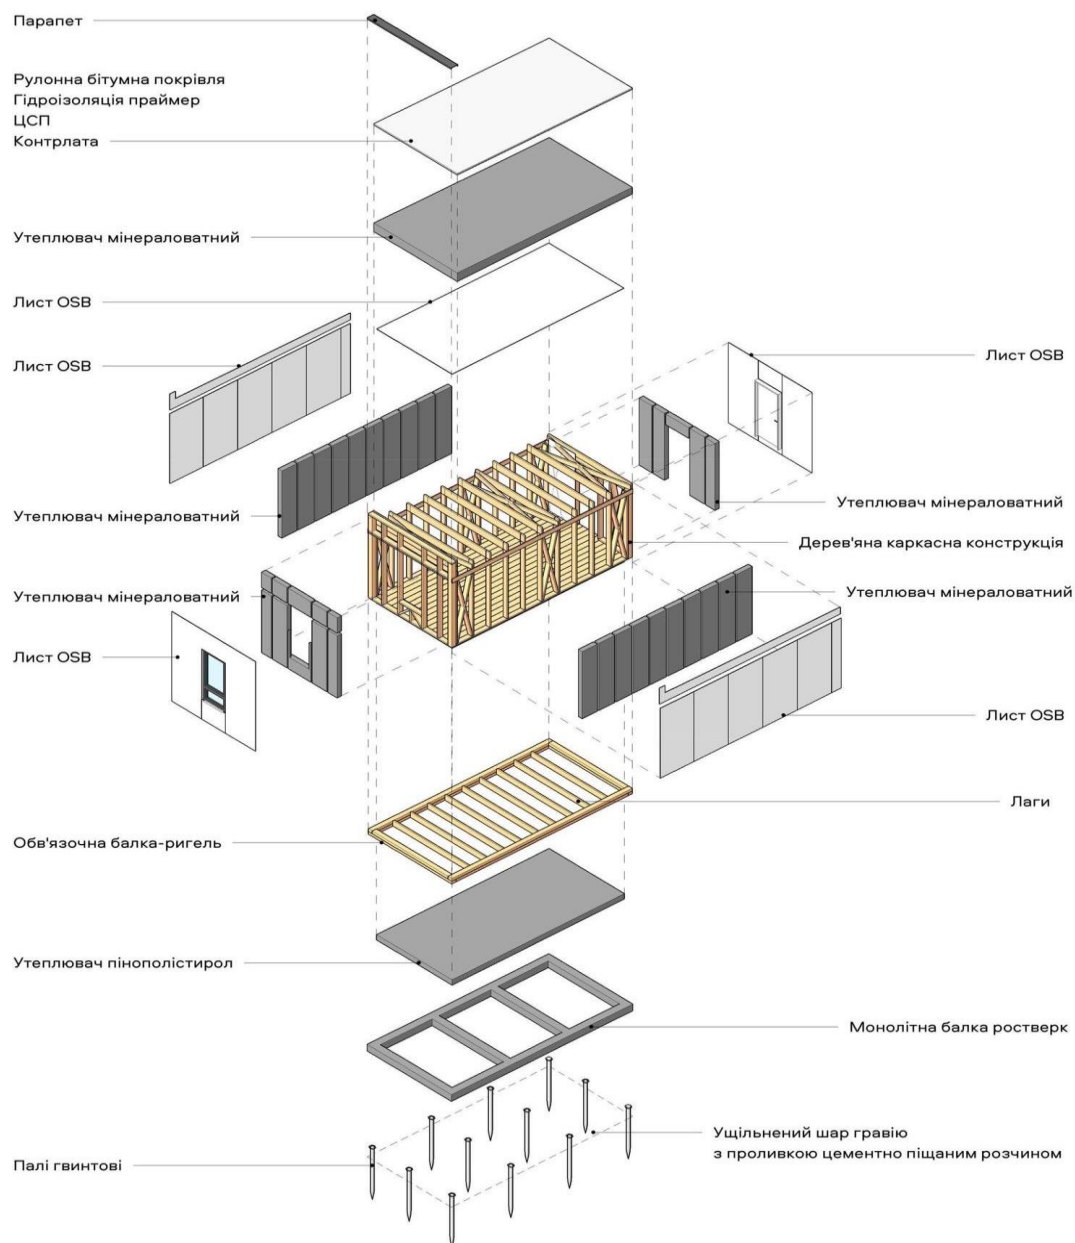 Парапет
Рулонна бітумна покрівля
Гідроізоляція праймер
ЦСП
Контрлата
Утеплювач мінераловатний
Лист OSB
Лист OSB
Лист OSB
Утеплювач мінераловатний
Утеплювач мінераловатний
Дерев'яна каркасна конструкція
Утеплювач мінераловатний
Утеплювач мінераловатний
Лист OSB
Лист OSB
Лаги
Обв'язочна балка-ригель
Утеплювач пінополістирол
Монолітна балка ростверк
Ущільнений шар гравію
з проливкою цементно піщаним розчином
Палі гвинтові